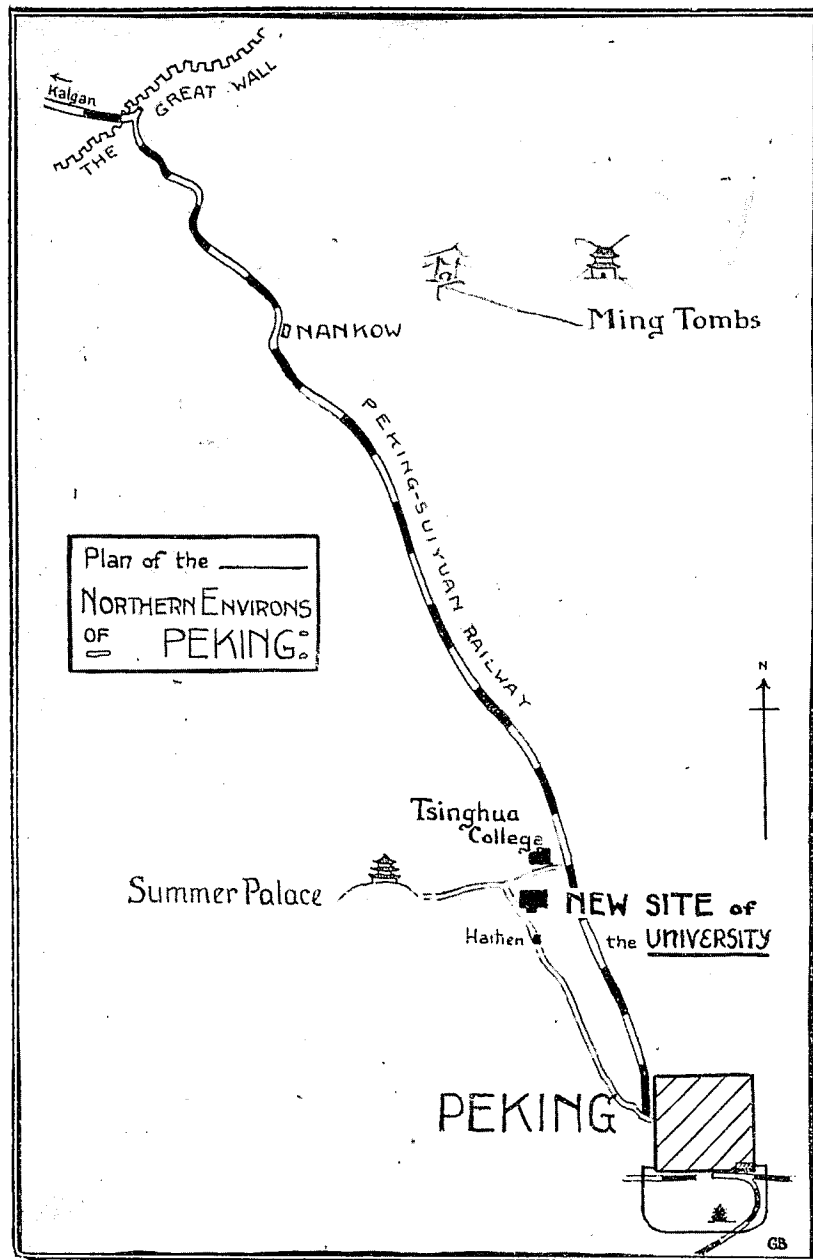 Kalgan
THE GREAT WALL
Ming Tombs
NANKOW
PEKING-SUIYUAN RAILWAY
Plan of the
NORTHERN ENVIRONS
OF PEKING:
N
Tsinghua
College
Summer Palace
NEW SITE of
the UNIVERSITY
Haitien
PEKING
GB